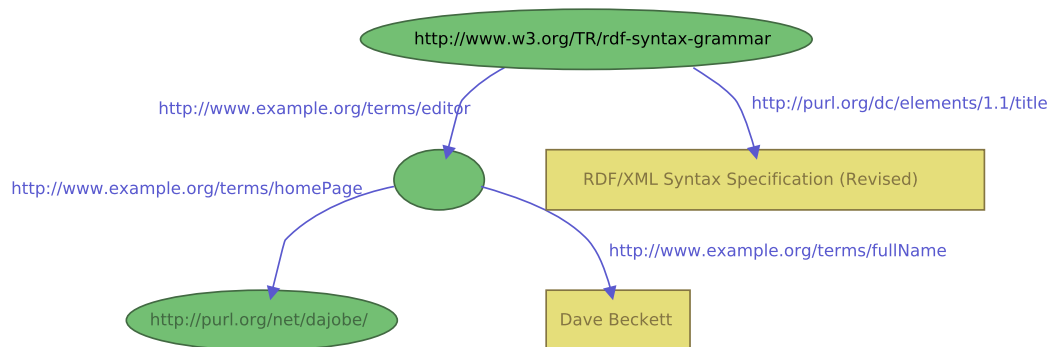 http://www.w3.org/TR/rdf-syntax-grammar
http://www.example.org/terms/editor
http://purl.org/dc/elements/1.1/title
RDF/XML Syntax Specification (Revised)
http://www.example.org/terms/homePage
http://www.example.org/terms/fullName
http://purl.org/net/dajobe/
Dave Beckett